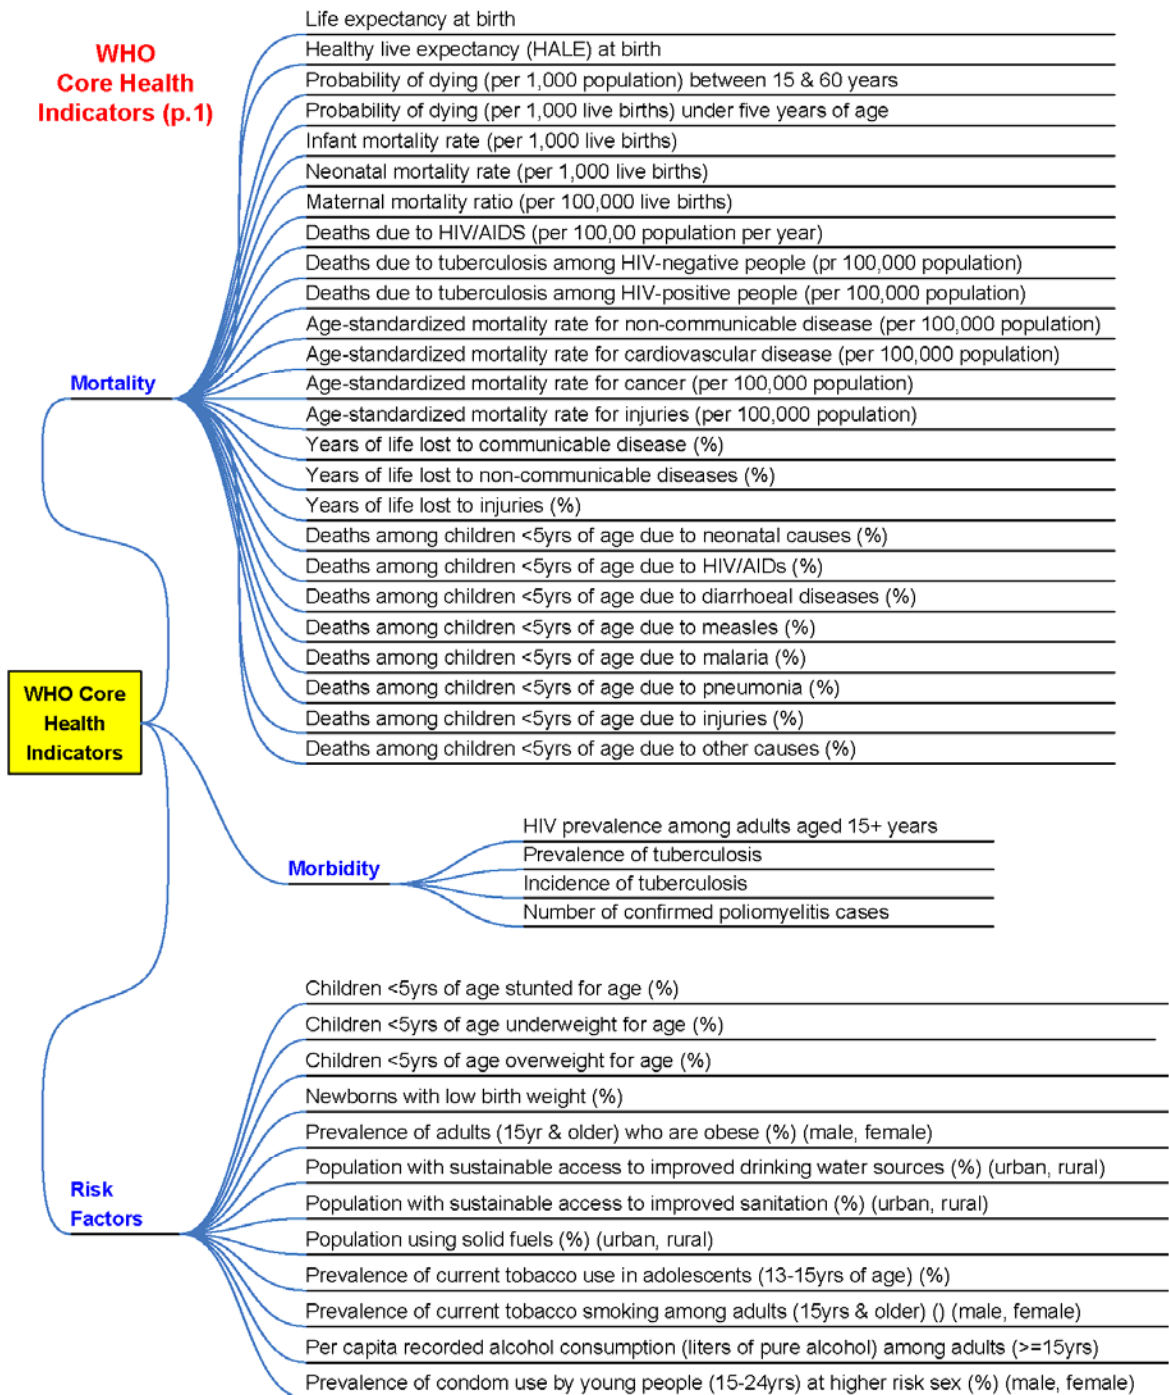 WHO
Core Health
Indicators (p.1)
Life expectancy at birth
Healthy live expectancy (HALE) at birth
Probability of dying (per 1,000 population) between 15 & 60 years
Probability of dying (per 1,000 live births) under five years of age
Infant mortality rate (per 1,000 live births)
Neonatal mortality rate (per 1,000 live births)
Maternal mortality ratio (per 100,000 live births)
Deaths due to HIV/AIDS (per 100,00 population per year)
Deaths due to tuberculosis among HIV-negative people (pr 100,000 population)
Deaths due to tuberculosis among HIV-positive people (per 100,000 population)
Age-standardized mortality rate for non-communicable disease (per 100,000 population)
Age-standardized mortality rate for cardiovascular disease (per 100,000 population)
Mortality
Age-standardized mortality rate for cancer (per 100,000 population)
Age-standardized mortality rate for injuries (per 100,000 population)
Years of life lost to communicable disease (%)
Years of life lost to non-communicable diseases (%)
Years of life lost to injuries (%)
Deaths among children <5yrs of age due to neonatal causes (%)
Deaths among children <5yrs of age due to HIV/AIDs (%)
Deaths among children <5yrs of age due to diarrhoeal diseases (%)
Deaths among children <5yrs of age due to measles (%)
Deaths among children <5yrs of age due to malaria (%)
Deaths among children <5yrs of age due to pneumonia (%)
Deaths among children <5yrs of age due to injuries (%)
Deaths among children <5yrs of age due to other causes (%)
WHO Core
Health
Indicators
Morbidity
HIV prevalence among adults aged 15+ years
Prevalence of tuberculosis
Incidence of tuberculosis
Number of confirmed poliomyelitis cases
Risk
Factors
Children <5yrs of age stunted for age (%)
Children <5yrs of age underweight for age (%)
Children <5yrs of age overweight for age (%)
Newborns with low birth weight (%)
Prevalence of adults (15yr & older) who are obese (%) (male, female)
Population with sustainable access to improved drinking water sources (%) (urban, rural)
Population with sustainable access to improved sanitation (%) (urban, rural)
Population using solid fuels (%) (urban, rural)
Prevalence of current tobacco use in adolescents (13-15yrs of age) (%)
Prevalence of current tobacco smoking among adults (15yrs & older) () (male, female)
Per capita recorded alcohol consumption (liters of pure alcohol) among adults (>=15yrs)
Prevalence of condom use by young people (15-24yrs) at higher risk sex (%) (male, female)